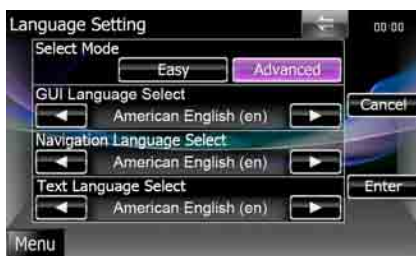 Language Setting
00:00
Select Mode
Easy
Advanced
GUI Language Select
American English (en)
Cancel
Navigation Language Select
American English (en)
Text Language Select
American English (en)
Enter
Menu